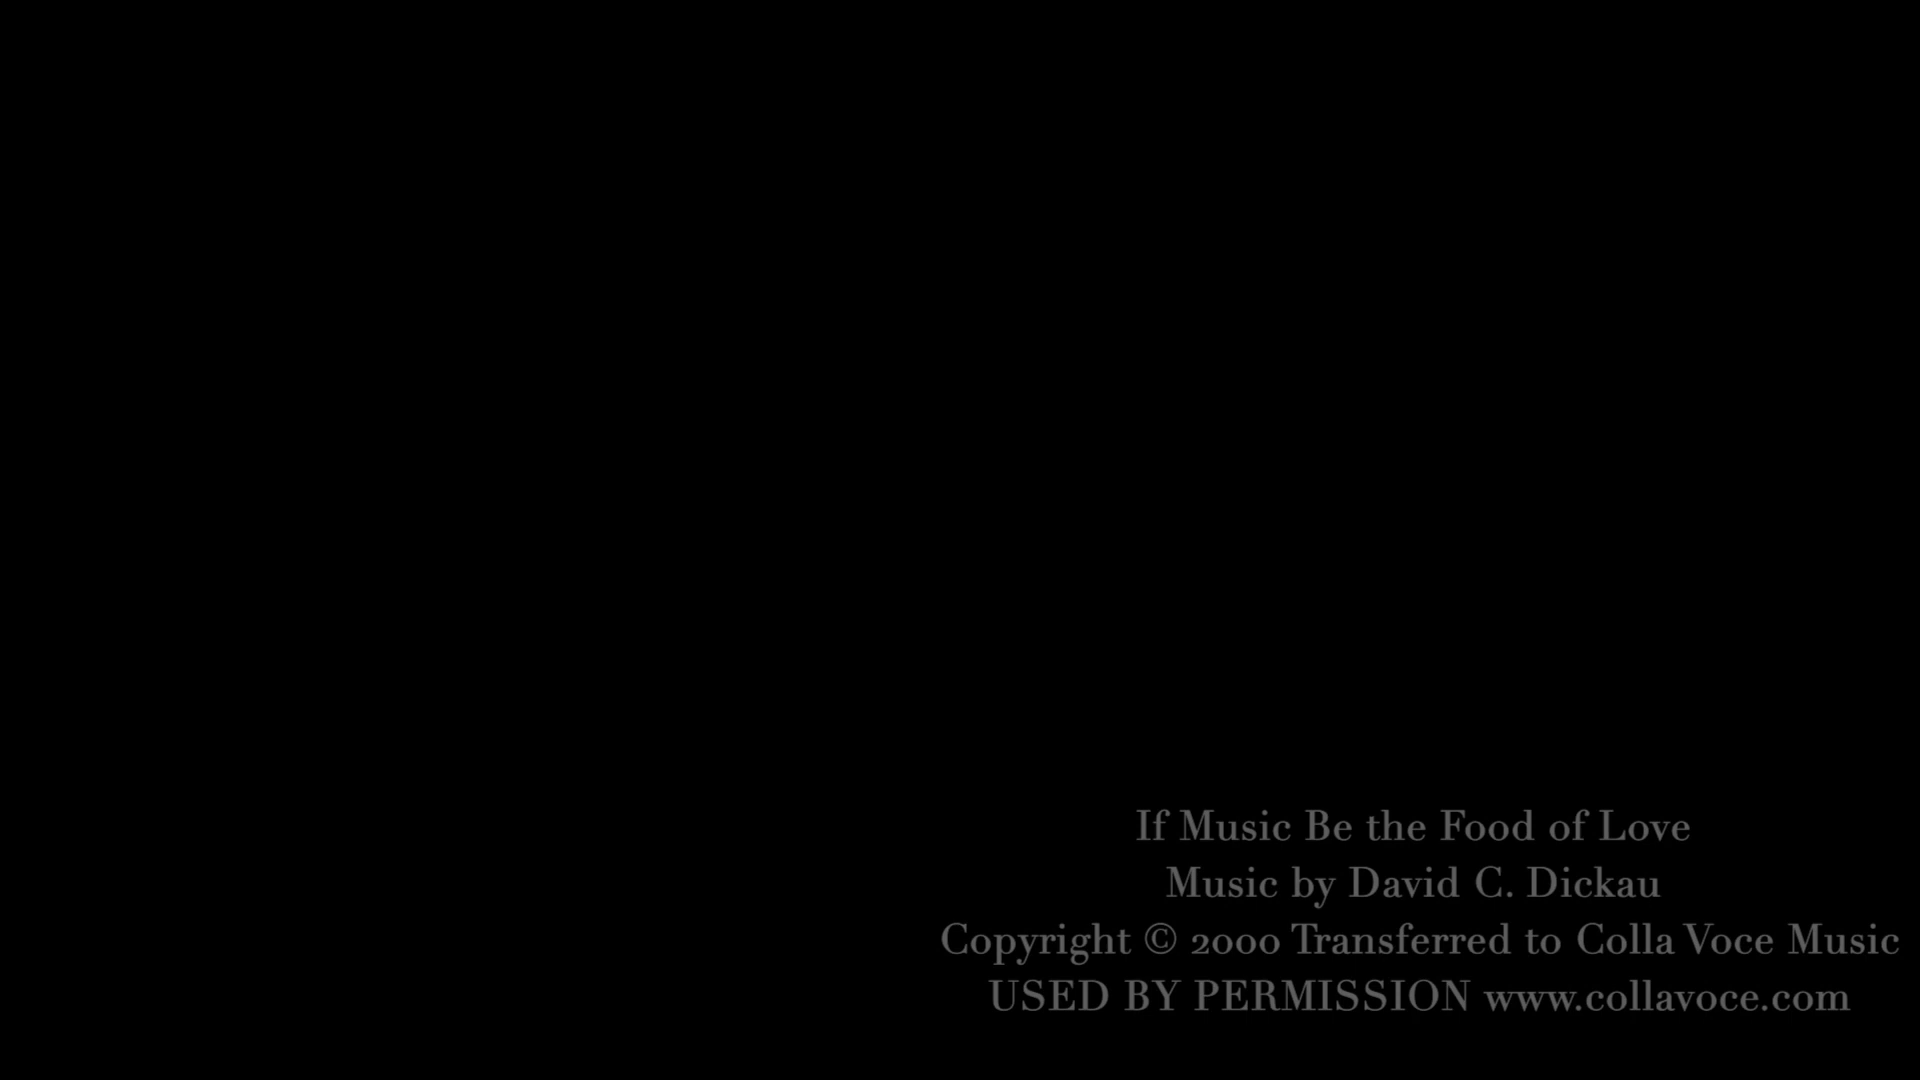 If Music Be the Food of Love
Music by David C. Dickau
Copyright © 2000 Transferred to Colla Voce Music
USED BY PERMISSION www.collavoce.com